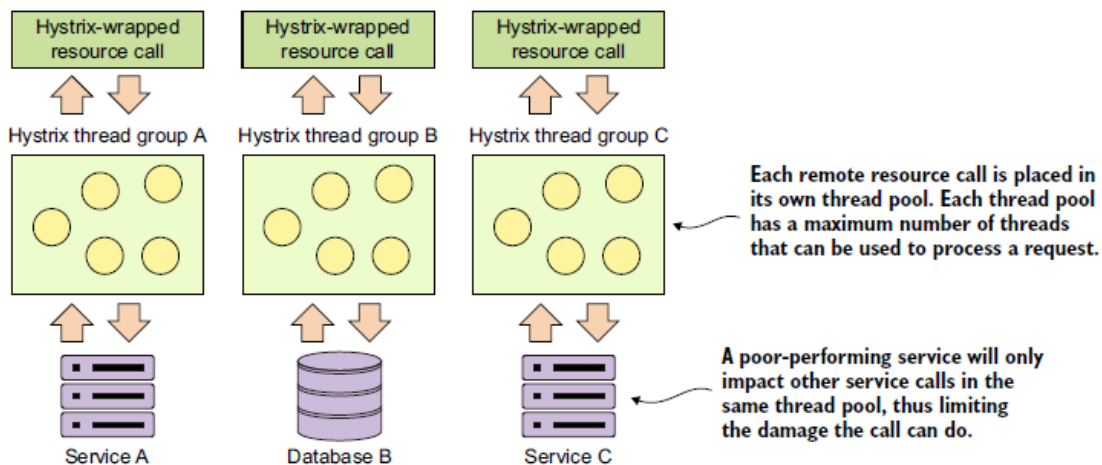 Hystrix-wrapped
resource call
Hystrix-wrapped
resource call
Hystrix-wrapped
resource call
Hystrix thread group A
Hystrix thread group B
Hystrix thread group C
Each remote resource call is placed in
its own thread pool. Each thread pool
has a maximum number of threads
that can be used to process a request.
A poor-performing service will only
impact other service calls in the
same thread pool, thus limiting
the damage the call can do.
Service A
Database B
Service C